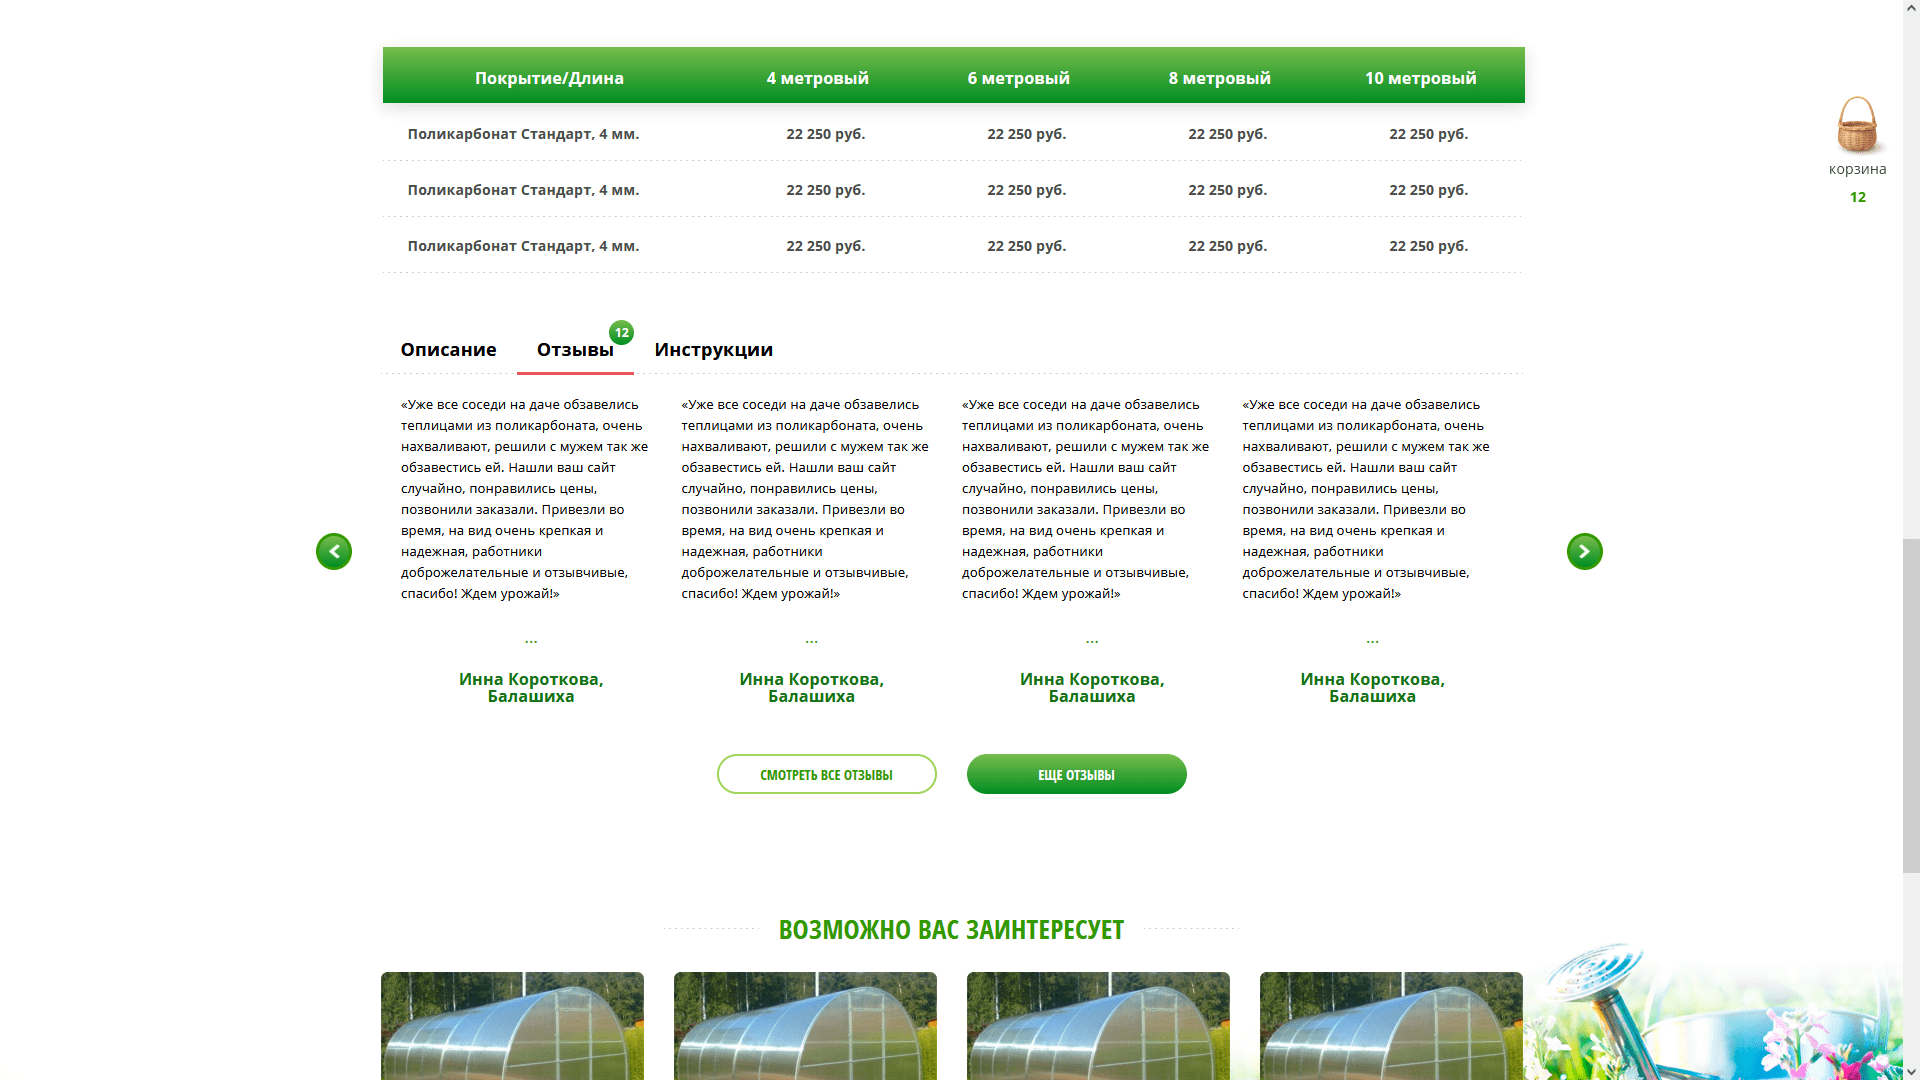 Покрытие/Длина 4 метровый 6 метровый 8 метровый 10 метровый
Поликарбонат Стандарт, 4 мм. 22 250 руб. 22 250 руб. 22 250 руб. 22 250 руб.
Поликарбонат Стандарт, 4 мм. 22 250 руб. 22 250 руб. 22 250 руб. 22 250 руб.
Поликарбонат Стандарт, 4 мм. 22 250 руб. 22 250 руб. 22 250 руб. 22 250 руб.
корзина
12
Описание Отзывы 12 Инструкции
«Уже все соседи на даче обзавелись
теплицами из поликарбоната, очень
нахваливают, решили с мужем так же
обзавестись ей. Нашли ваш сайт
случайно, понравились цены,
позвонили заказали. Привезли во
время, на вид очень крепкая и
надежная, работники
доброжелательные и отзывчивые,
спасибо! Ждем урожай!»
...
Инна Короткова,
Балашиха
«Уже все соседи на даче обзавелись
теплицами из поликарбоната, очень
нахваливают, решили с мужем так же
обзавестись ей. Нашли ваш сайт
случайно, понравились цены,
позвонили заказали. Привезли во
время, на вид очень крепкая и
надежная, работники
доброжелательные и отзывчивые,
спасибо! Ждем урожай!»
...
Инна Короткова,
Балашиха
«Уже все соседи на даче обзавелись
теплицами из поликарбоната, очень
нахваливают, решили с мужем так же
обзавестись ей. Нашли ваш сайт
случайно, понравились цены,
позвонили заказали. Привезли во
время, на вид очень крепкая и
надежная, работники
доброжелательные и отзывчивые,
спасибо! Ждем урожай!»
...
Инна Короткова,
Балашиха
«Уже все соседи на даче обзавелись
теплицами из поликарбоната, очень
нахваливают, решили с мужем так же
обзавестись ей. Нашли ваш сайт
случайно, понравились цены,
позвонили заказали. Привезли во
время, на вид очень крепкая и
надежная, работники
доброжелательные и отзывчивые,
спасибо! Ждем урожай!»
...
Инна Короткова,
Балашиха
СМОТРЕТЬ ВСЕ ОТЗЫВЫ ЕЩЕ ОТЗЫВЫ
ВОЗМОЖНО ВАС ЗАИНТЕРЕСУЕТ